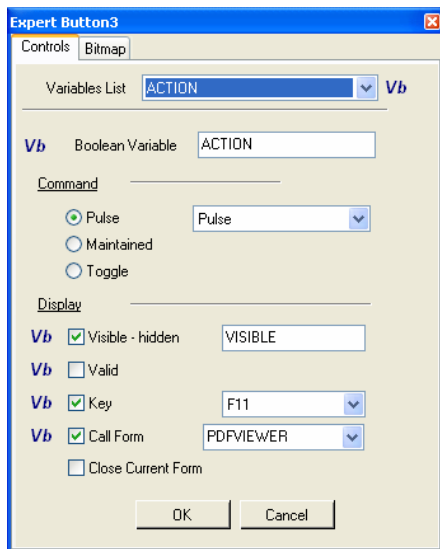 Expert Button3
Controls Bitmap
Variables List ACTION Vb
Vb Boolean Variable ACTION
Command
Pulse Pulse
Maintained
Toggle
Display
Vb Visible - hidden VISIBLE
Vb Valid
Vb Key F11
Vb Call Form PDFVIEWER
Close Current Form
OK Cancel